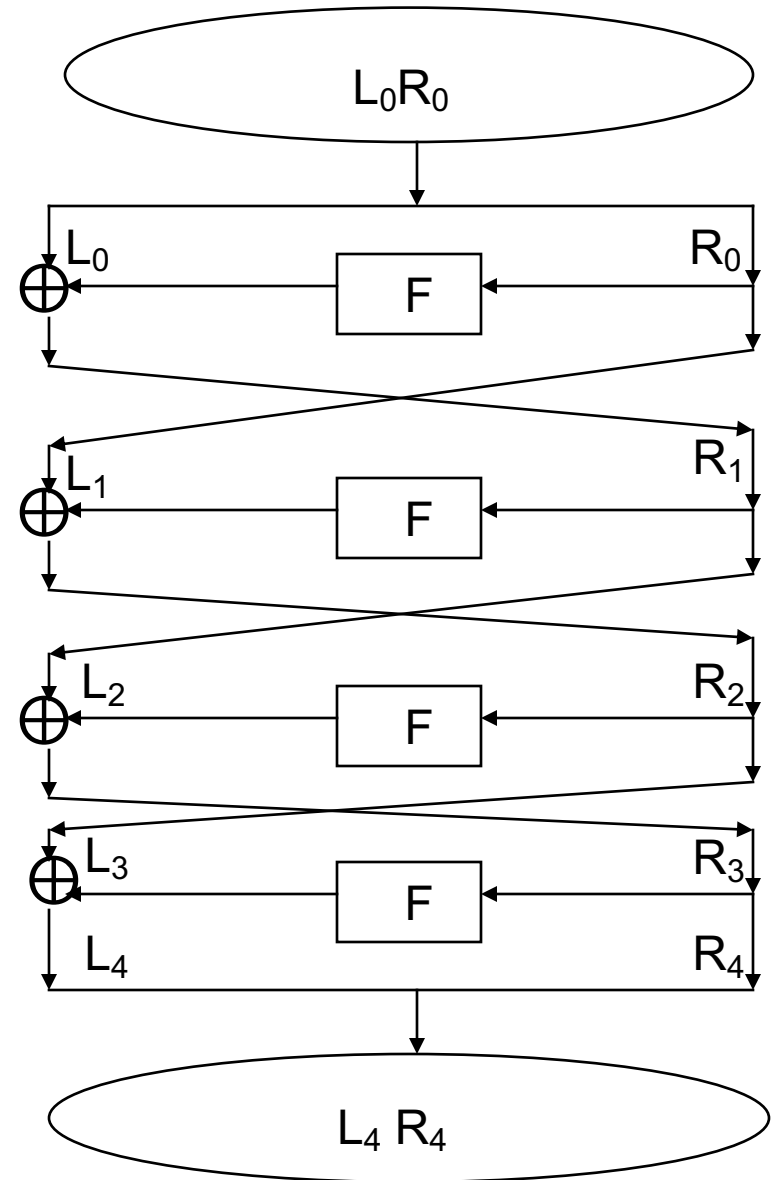 L₀R₀
L₀ F R₀
L₁ F R₁
L₂ F R₂
L₃ F R₃
L₄ R₄
L₄ R₄